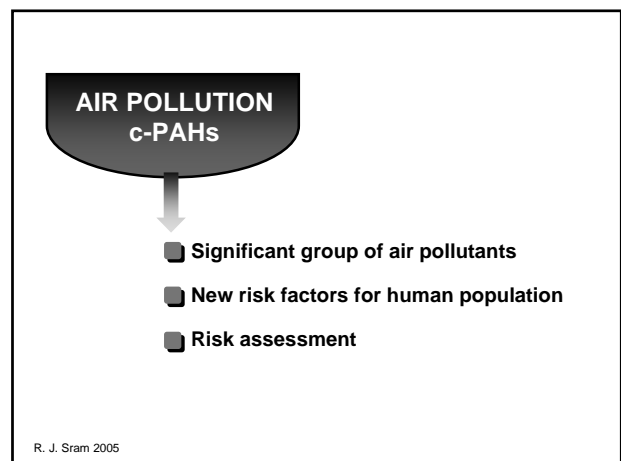 AIR POLLUTION
c-PAHs
Significant group of air pollutants
New risk factors for human population
Risk assessment
R. J. Sram 2005